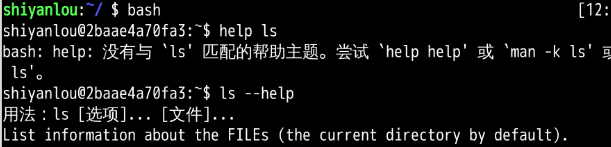 shiyanlou:~/ $ bash [12:
shiyanlou@2baae4a70fa3:~$ help ls
bash: help: 没有与 `ls' 匹配的帮助主题。尝试 `help help' 或 `man -k ls' 或
ls'。
shiyanlou@2baae4a70fa3:~$ ls --help
用法：ls [选项]... [文件]...
List information about the FILEs (the current directory by default).